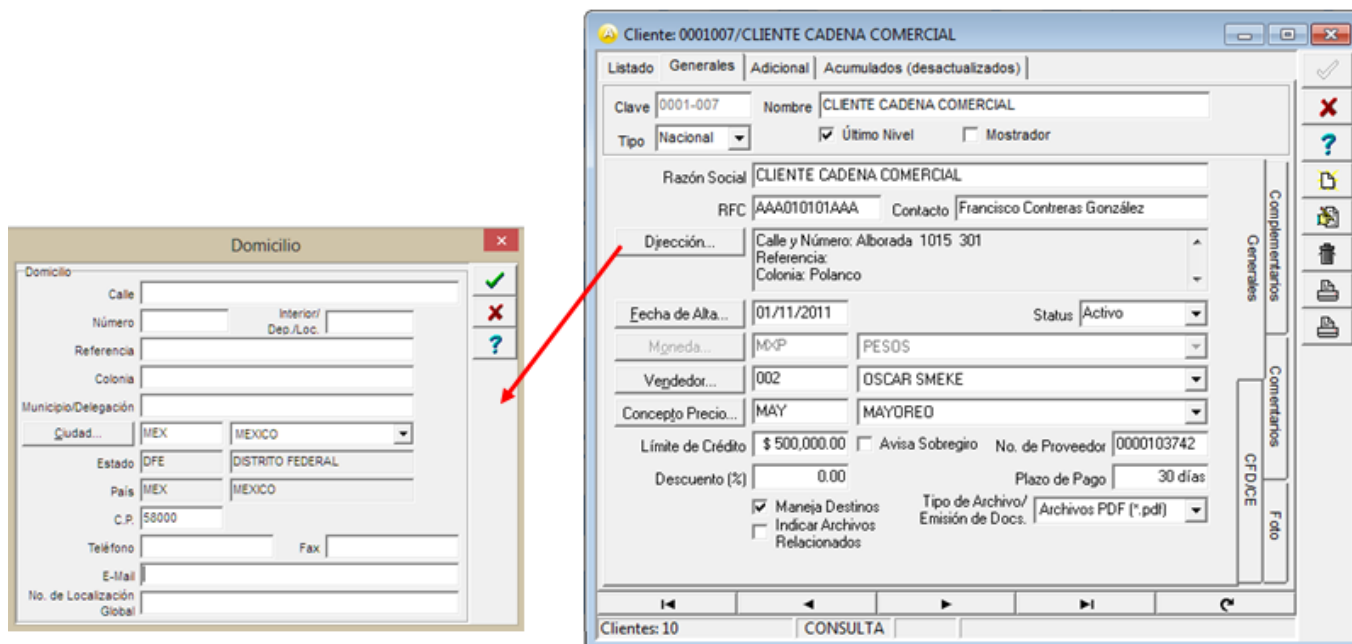 Domicilio
Domicilio
Calle
Número
Interior/
Dep./Loc.
Referencia
Colonia
Municipio/Delegación
Ciudad... MEX MEXICO
Estado DFE DISTRITO FEDERAL
País MEX MEXICO
C.P. 58000
Teléfono Fax
E-Mail
No. de Localización
Global
Cliente: 0001007/CLIENTE CADENA COMERCIAL
Listado Generales Adicional Acumulados (desactualizados)
Clave 0001-007 Nombre CLIENTE CADENA COMERCIAL
Tipo Nacional Último Nivel Mostrador
Razón Social CLIENTE CADENA COMERCIAL
RFC AAA010101AAA Contacto Francisco Contreras González
Dirección... Calle y Número: Alborada 1015 301
Referencia:
Colonia: Polanco
Fecha de Alta... 01/11/2011 Status Activo
Moneda... MXP PESOS
Vendedor... 002 OSCAR SMEKE
Concepto Precio... MAY MAYOREO
Límite de Crédito $ 500,000.00 Avisa Sobregiro No. de Proveedor 0000103742
Descuento (%) 0.00 Plazo de Pago 30 días
Maneja Destinos
Indicar Archivos
Relacionados
Tipo de Archivo/
Emisión de Docs. Archivos PDF (*.pdf)
Generales
CFD/CE
Complementarios
Comentarios
Foto
Clientes: 10 CONSULTA